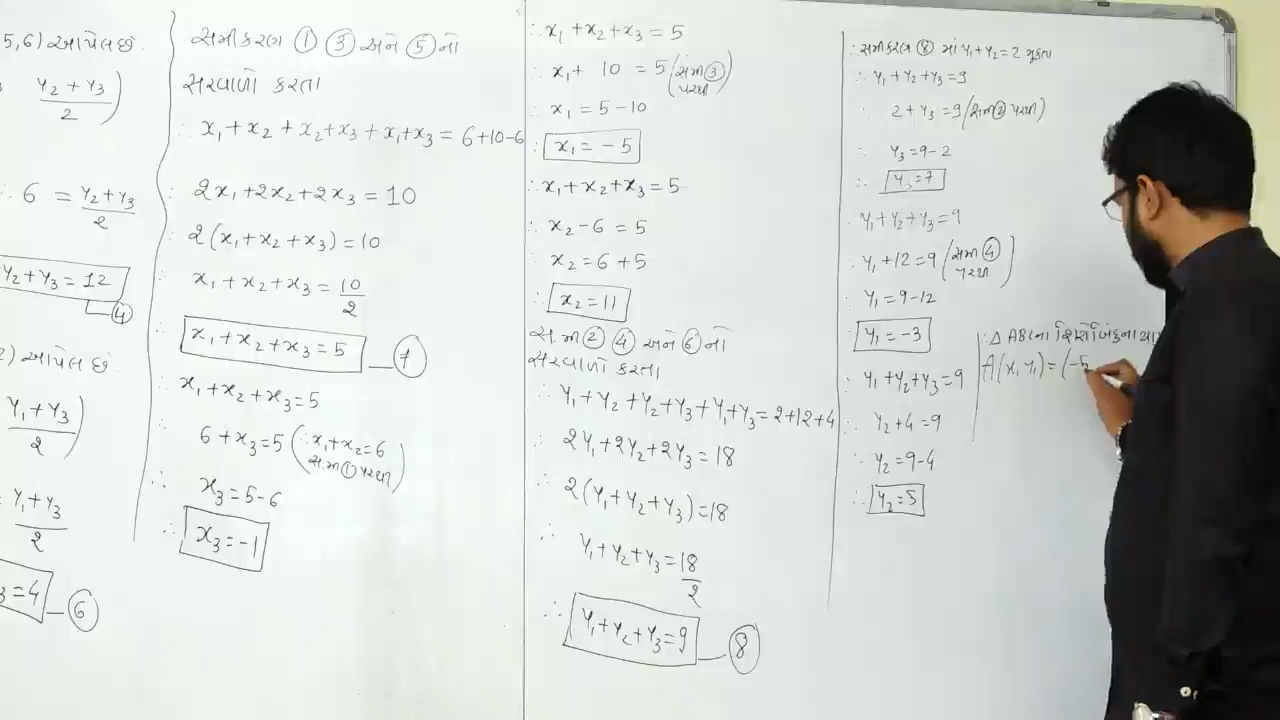 5,6) આપેલ છે.
y₂ + y₃
2
∴ 6 = y₂+y₃
2
y₂+y₃ = 12
④
2) આપેલ છે
y₁ + y₃
2
= y₁+y₃
2
₃ = 4 ⑥
સમીકરણ ① ③ અને ⑤ નો
સરવાળો કરતા
∴ x₁+x₂ + x₂+x₃ + x₁+x₃ = 6+10-6
∴ 2x₁+2x₂+2x₃ = 10
∴ 2(x₁+x₂+x₃) = 10
∴ x₁+x₂+x₃ = 10
2
∴ x₁+x₂+x₃ = 5 ⑦
∴ x₁+x₂+x₃ = 5
∴ 6+x₃ = 5 (∵ x₁+x₂=6
સમ ① પરથી)
∴ x₃ = 5-6
∴ x₃ = -1
∴ x₁+x₂+x₃ = 5
∴ x₁ + 10 = 5 (સમ ③
પરથી)
∴ x₁ = 5-10
∴ x₁ = -5
∴ x₁+x₂+x₃ = 5
∴ x₂-6 = 5
∴ x₂ = 6+5
∴ x₂ = 11
સમ ② ④ અને ⑥ નો
સરવાળો કરતા
∴ y₁+y₂+y₂+y₃+y₁+y₃ = 2+12+4
∴ 2y₁+2y₂+2y₃ = 18
∴ 2(y₁+y₂+y₃) = 18
∴ y₁+y₂+y₃ = 18
2
∴ y₁+y₂+y₃ = 9 ⑧
∴ સમીકરણ ⑧ માં y₁+y₂=2 મુકતા
∴ y₁+y₂+y₃ = 9
∴ 2+y₃ = 9 (સમ ② પરથી)
∴ y₃ = 9-2
∴ y₃ = 7
∴ y₁+y₂+y₃ = 9
∴ y₁+12 = 9 (સમ ④
પરથી)
∴ y₁ = 9-12
∴ y₁ = -3
∴ y₁+y₂+y₃ = 9
∴ y₂+4 = 9
∴ y₂ = 9-4
∴ y₂ = 5
∴ △ ABC ના શિરોબિંદુના
A(x₁ y₁) = (-5